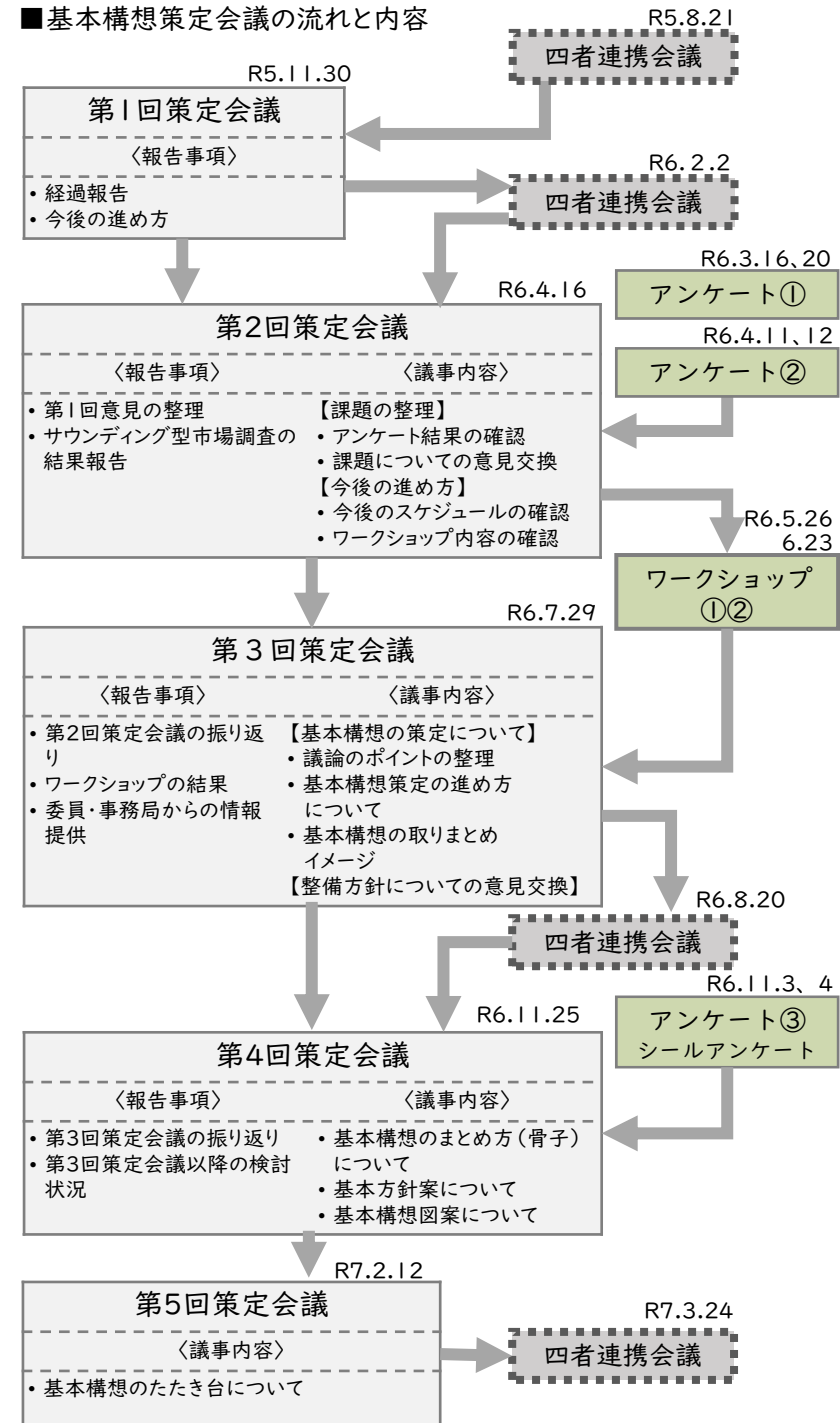 ■基本構想策定会議の流れと内容
R5.8.21
四者連携会議
R5.11.30
第1回策定会議
〈報告事項〉
• 経過報告
• 今後の進め方
R6.2.2
四者連携会議
R6.3.16、20
アンケート①
R6.4.11、12
アンケート②
R6.4.16
第2回策定会議
〈報告事項〉
• 第1回意見の整理
• サウンディング型市場調査の
結果報告
〈議事内容〉
【課題の整理】
• アンケート結果の確認
• 課題についての意見交換
【今後の進め方】
• 今後のスケジュールの確認
• ワークショップ内容の確認
R6.5.26
6.23
ワークショップ
①②
R6.7.29
第3回策定会議
〈報告事項〉
• 第2回策定会議の振り返
り
• ワークショップの結果
• 委員・事務局からの情報
提供
〈議事内容〉
【基本構想の策定について】
• 議論のポイントの整理
• 基本構想策定の進め方
について
• 基本構想の取りまとめ
イメージ
【整備方針についての意見交換】
R6.8.20
四者連携会議
R6.11.3、4
アンケート③
シールアンケート
R6.11.25
第4回策定会議
〈報告事項〉
• 第3回策定会議の振り返り
• 第3回策定会議以降の検討
状況
〈議事内容〉
• 基本構想のまとめ方(骨子)
について
• 基本方針案について
• 基本構想図案について
R7.2.12
第5回策定会議
〈議事内容〉
• 基本構想のたたき台について
R7.3.24
四者連携会議